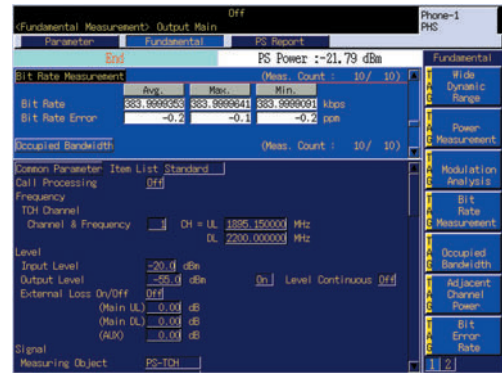 Off
<Fundamental Measurement> Output Main
Phone-1
PHS
Parameter Fundamental PS Report
End PS Power :-21.79 dBm
Fundamental
Bit Rate Measurement (Meas. Count : 10/ 10)
Avg. Max. Min.
Bit Rate 383.9999353 383.9999641 383.9999091 kbps
Bit Rate Error -0.2 -0.1 -0.2 ppm
Occupied Bandwidth (Meas. Count : 10/ 10)
Common Parameter Item List Standard
Call Processing Off
Frequency
TCH Channel
Channel & Frequency 1 CH = UL 1895.150000 MHz
DL 2200.000000 MHz
Level
Input Level -20.0 dBm
Output Level -55.0 dBm On Level Continuous Off
External Loss On/Off Off
(Main UL) 0.00 dB
(Main DL) 0.00 dB
(AUX) 0.00 dB
Signal
Measuring Object PS-TCH
TAG Wide
Dynamic
Range
TAG Power
Measurement
TAG Modulation
Analysis
TAG Bit
Rate
Measurement
TAG Occupied
Bandwidth
TAG Adjacent
Channel
Power
TAG Bit
Error
Rate
1 2